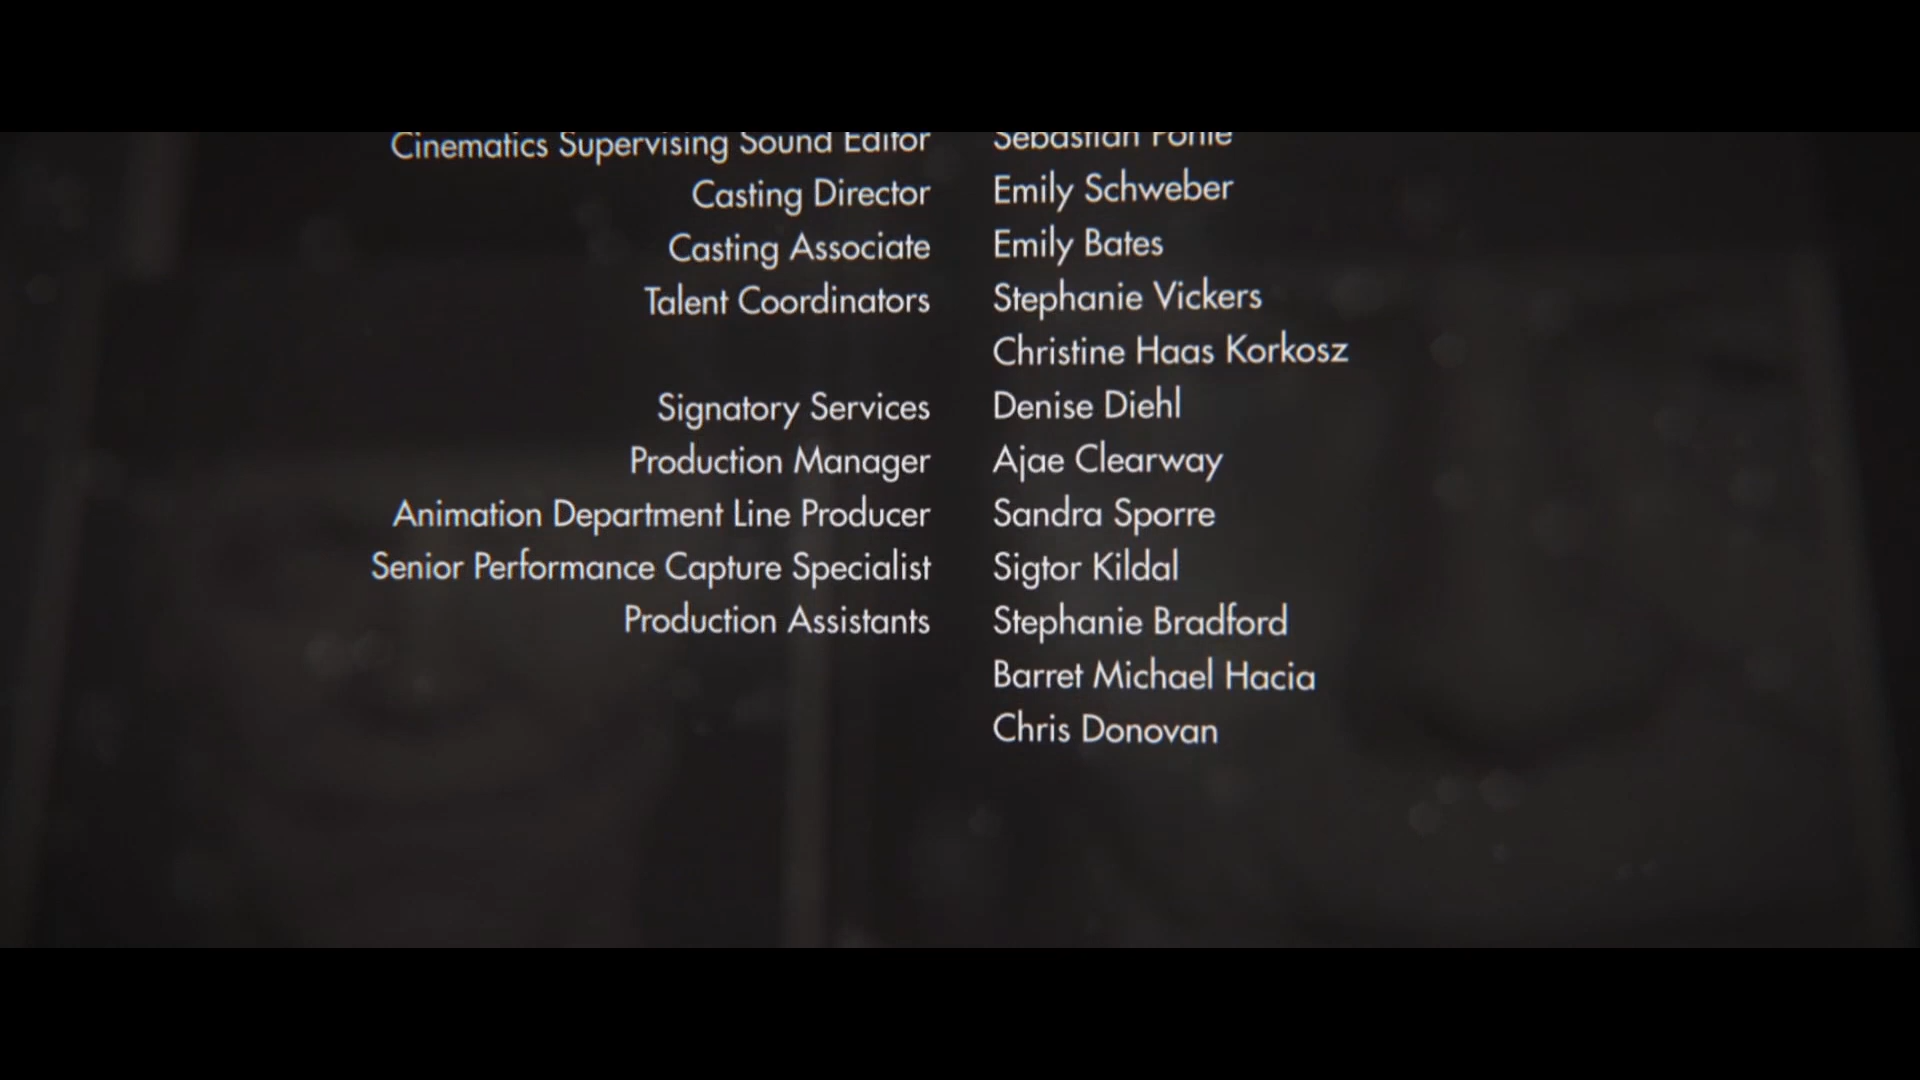 Cinematics Supervising Sound Editor Sebastian
Casting Director Emily Schweber
Casting Associate Emily Bates
Talent Coordinators Stephanie Vickers
Christine Haas Korkosz
Signatory Services Denise Diehl
Production Manager Ajae Clearway
Animation Department Line Producer Sandra Sporre
Senior Performance Capture Specialist Sigtor Kildal
Production Assistants Stephanie Bradford
Barret Michael Hacia
Chris Donovan